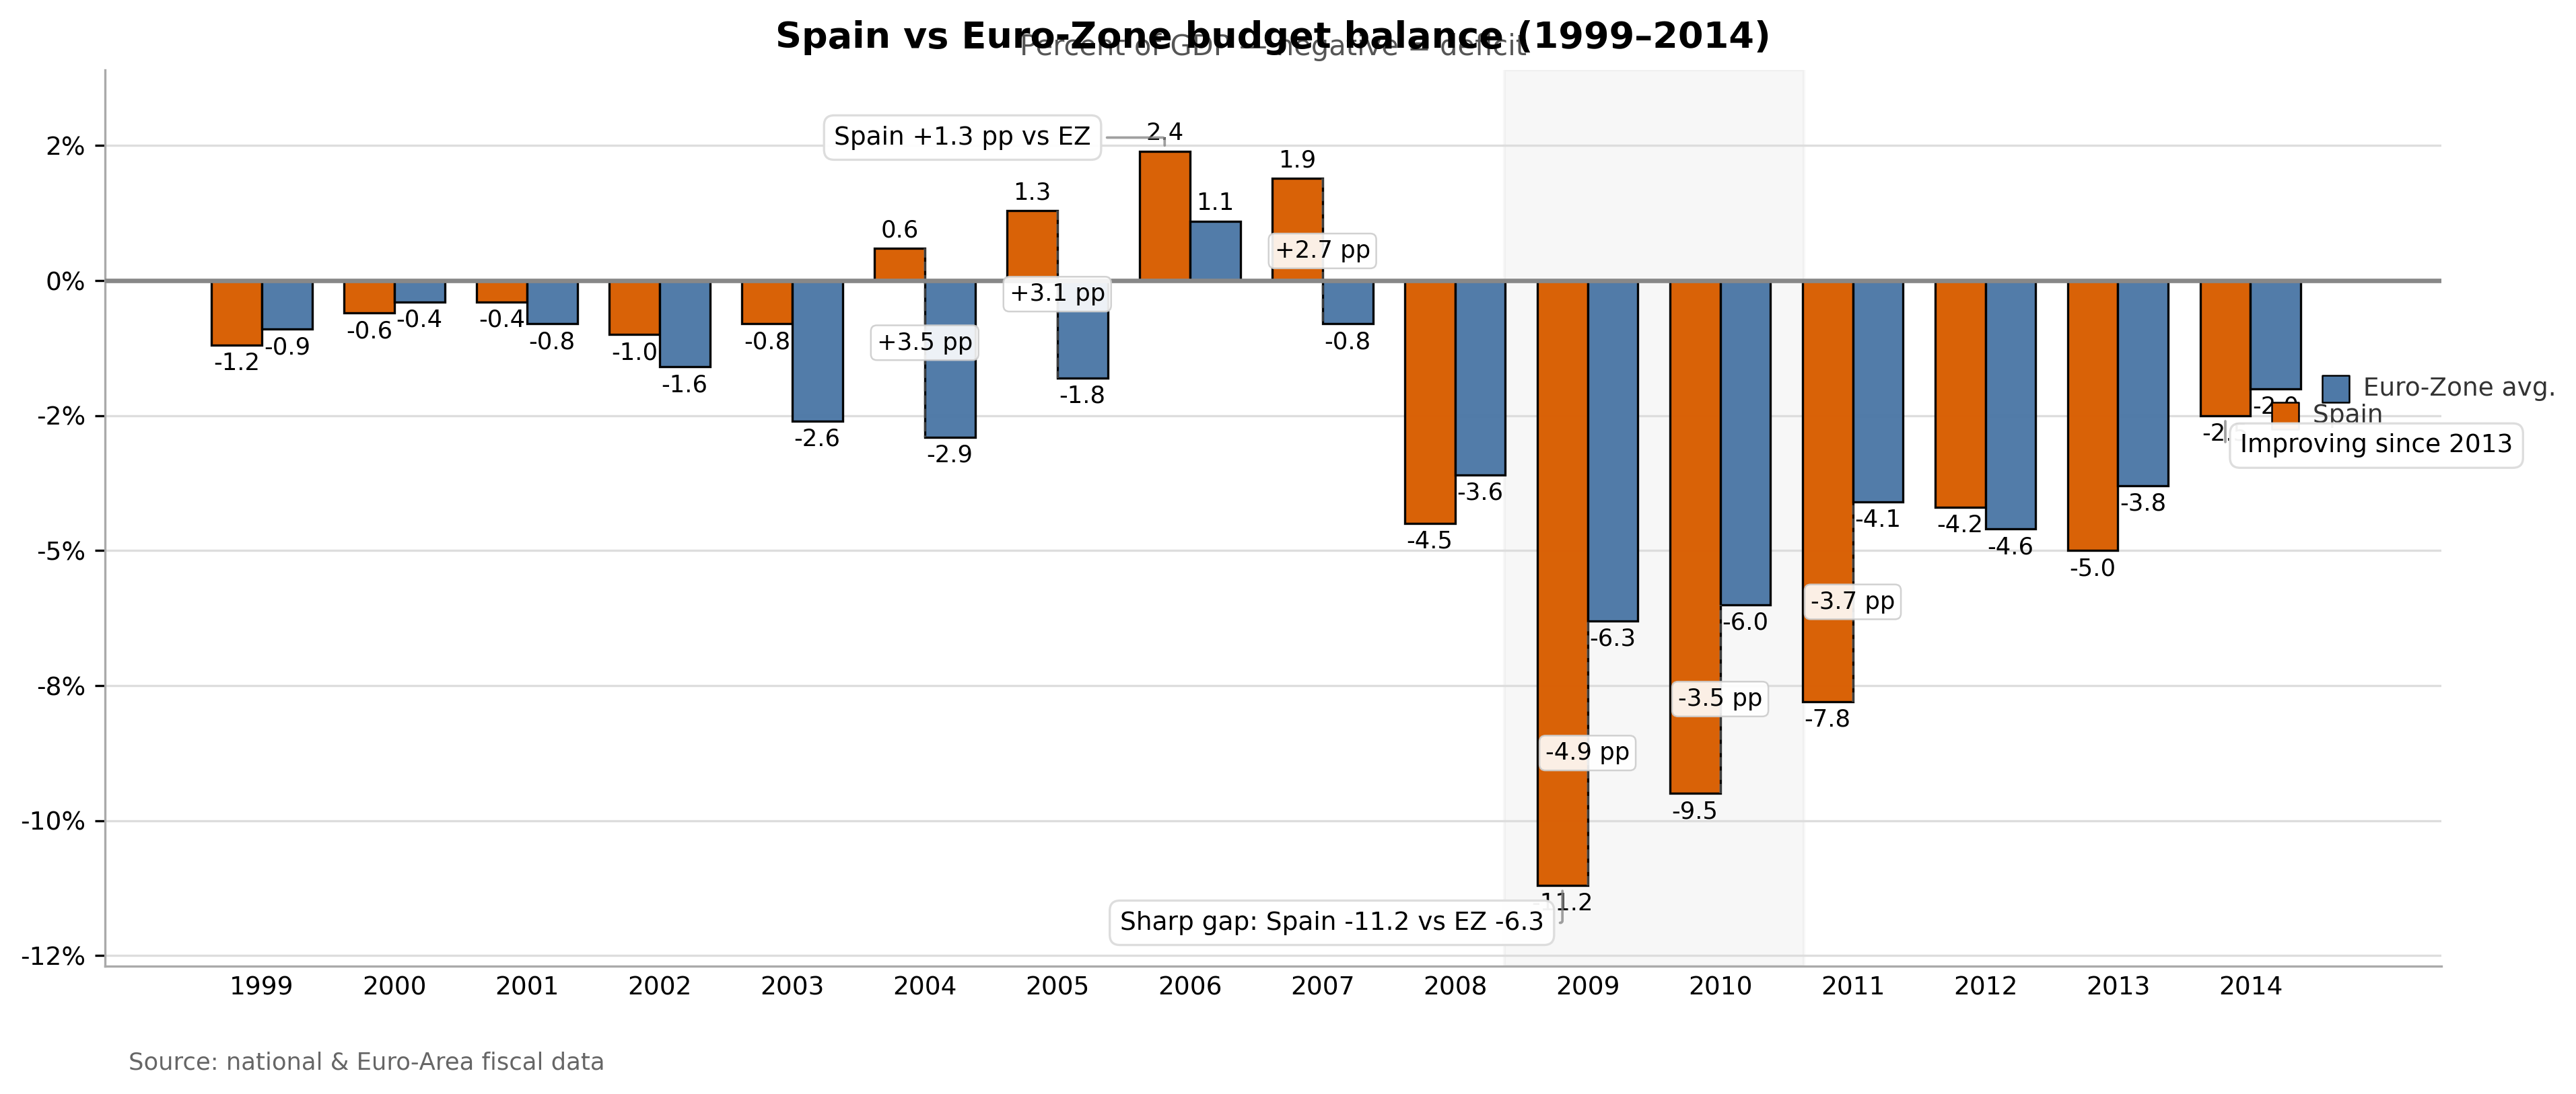 Spain vs Euro-Zone budget balance (1999–2014)
Percent of GDP — negative = deficit
2%
0%
-2%
-5%
-8%
-10%
-12%
Spain +1.3 pp vs EZ
2.4
1.9
1.3
1.1
0.6
+2.7 pp
+3.1 pp
+3.5 pp
-1.2
-0.9
-0.6
-0.4
-0.4
-0.8
-1.0
-1.6
-0.8
-2.6
-2.9
-1.8
-0.8
-4.5
-3.6
-6.3
-6.0
-4.1
-4.2
-4.6
-5.0
-3.8
-2.0
Euro-Zone avg.
Spain
Improving since 2013
-3.7 pp
-3.5 pp
-4.9 pp
-7.8
-9.5
-11.2
Sharp gap: Spain -11.2 vs EZ -6.3
1999 2000 2001 2002 2003 2004 2005 2006 2007 2008 2009 2010 2011 2012 2013 2014
Source: national & Euro-Area fiscal data